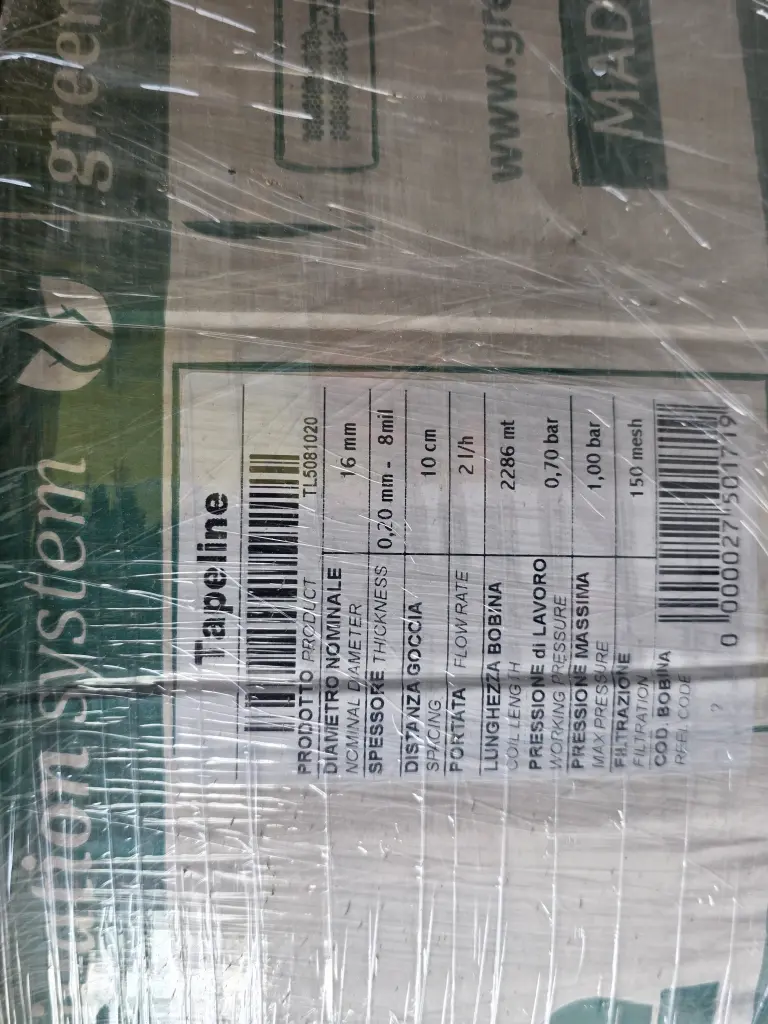 green
www.gre
MAD
system
Tapeline
PRODOTTO PRODUCT TL5081020
DIAMETRO NOMINALE 16 mm
NOMINAL DIAMETER
SPESSORE THICKNESS 0,20 mm - 8mil
DISTANZA GOCCIA 10 cm
SPACING
PORTATA FLOWRATE 2 l/h
LUNGHEZZA BOBINA 2286 mt
COIL LENGTH
PRESSIONE di LAVORO 0,70 bar
WORKING PRESSURE
PRESSIONE MASSIMA 1,00 bar
MAX PRESSURE
FILTRAZIONE 150 mesh
FILTRATION
COD. BOBINA
REEL CODE
0 000027 501719